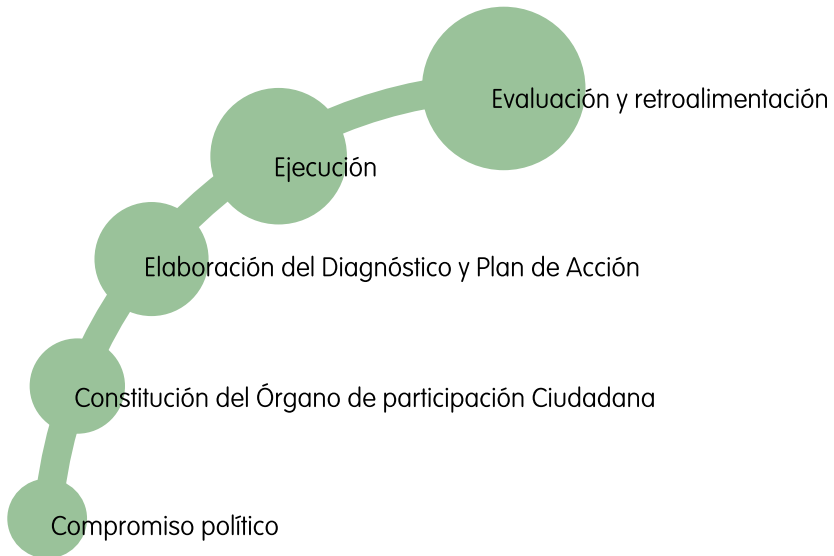 Evaluación y retroalimentación
Ejecución
Elaboración del Diagnóstico y Plan de Acción
Constitución del Órgano de participación Ciudadana
Compromiso político